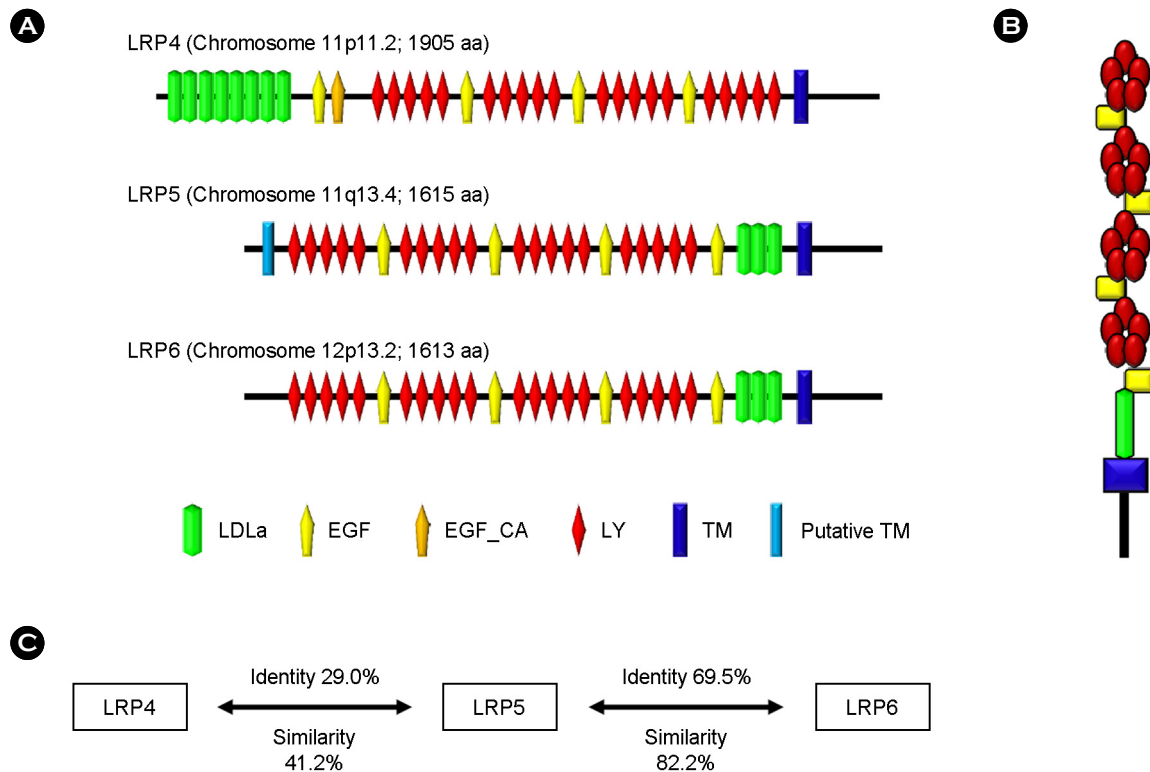 A
B
LRP4 (Chromosome 11p11.2; 1905 aa)
LRP5 (Chromosome 11q13.4; 1615 aa)
LRP6 (Chromosome 12p13.2; 1613 aa)
LDLa
EGF
EGF_CA
LY
TM
Putative TM
C
LRP4
Identity 29.0%
Similarity
41.2%
LRP5
Identity 69.5%
Similarity
82.2%
LRP6